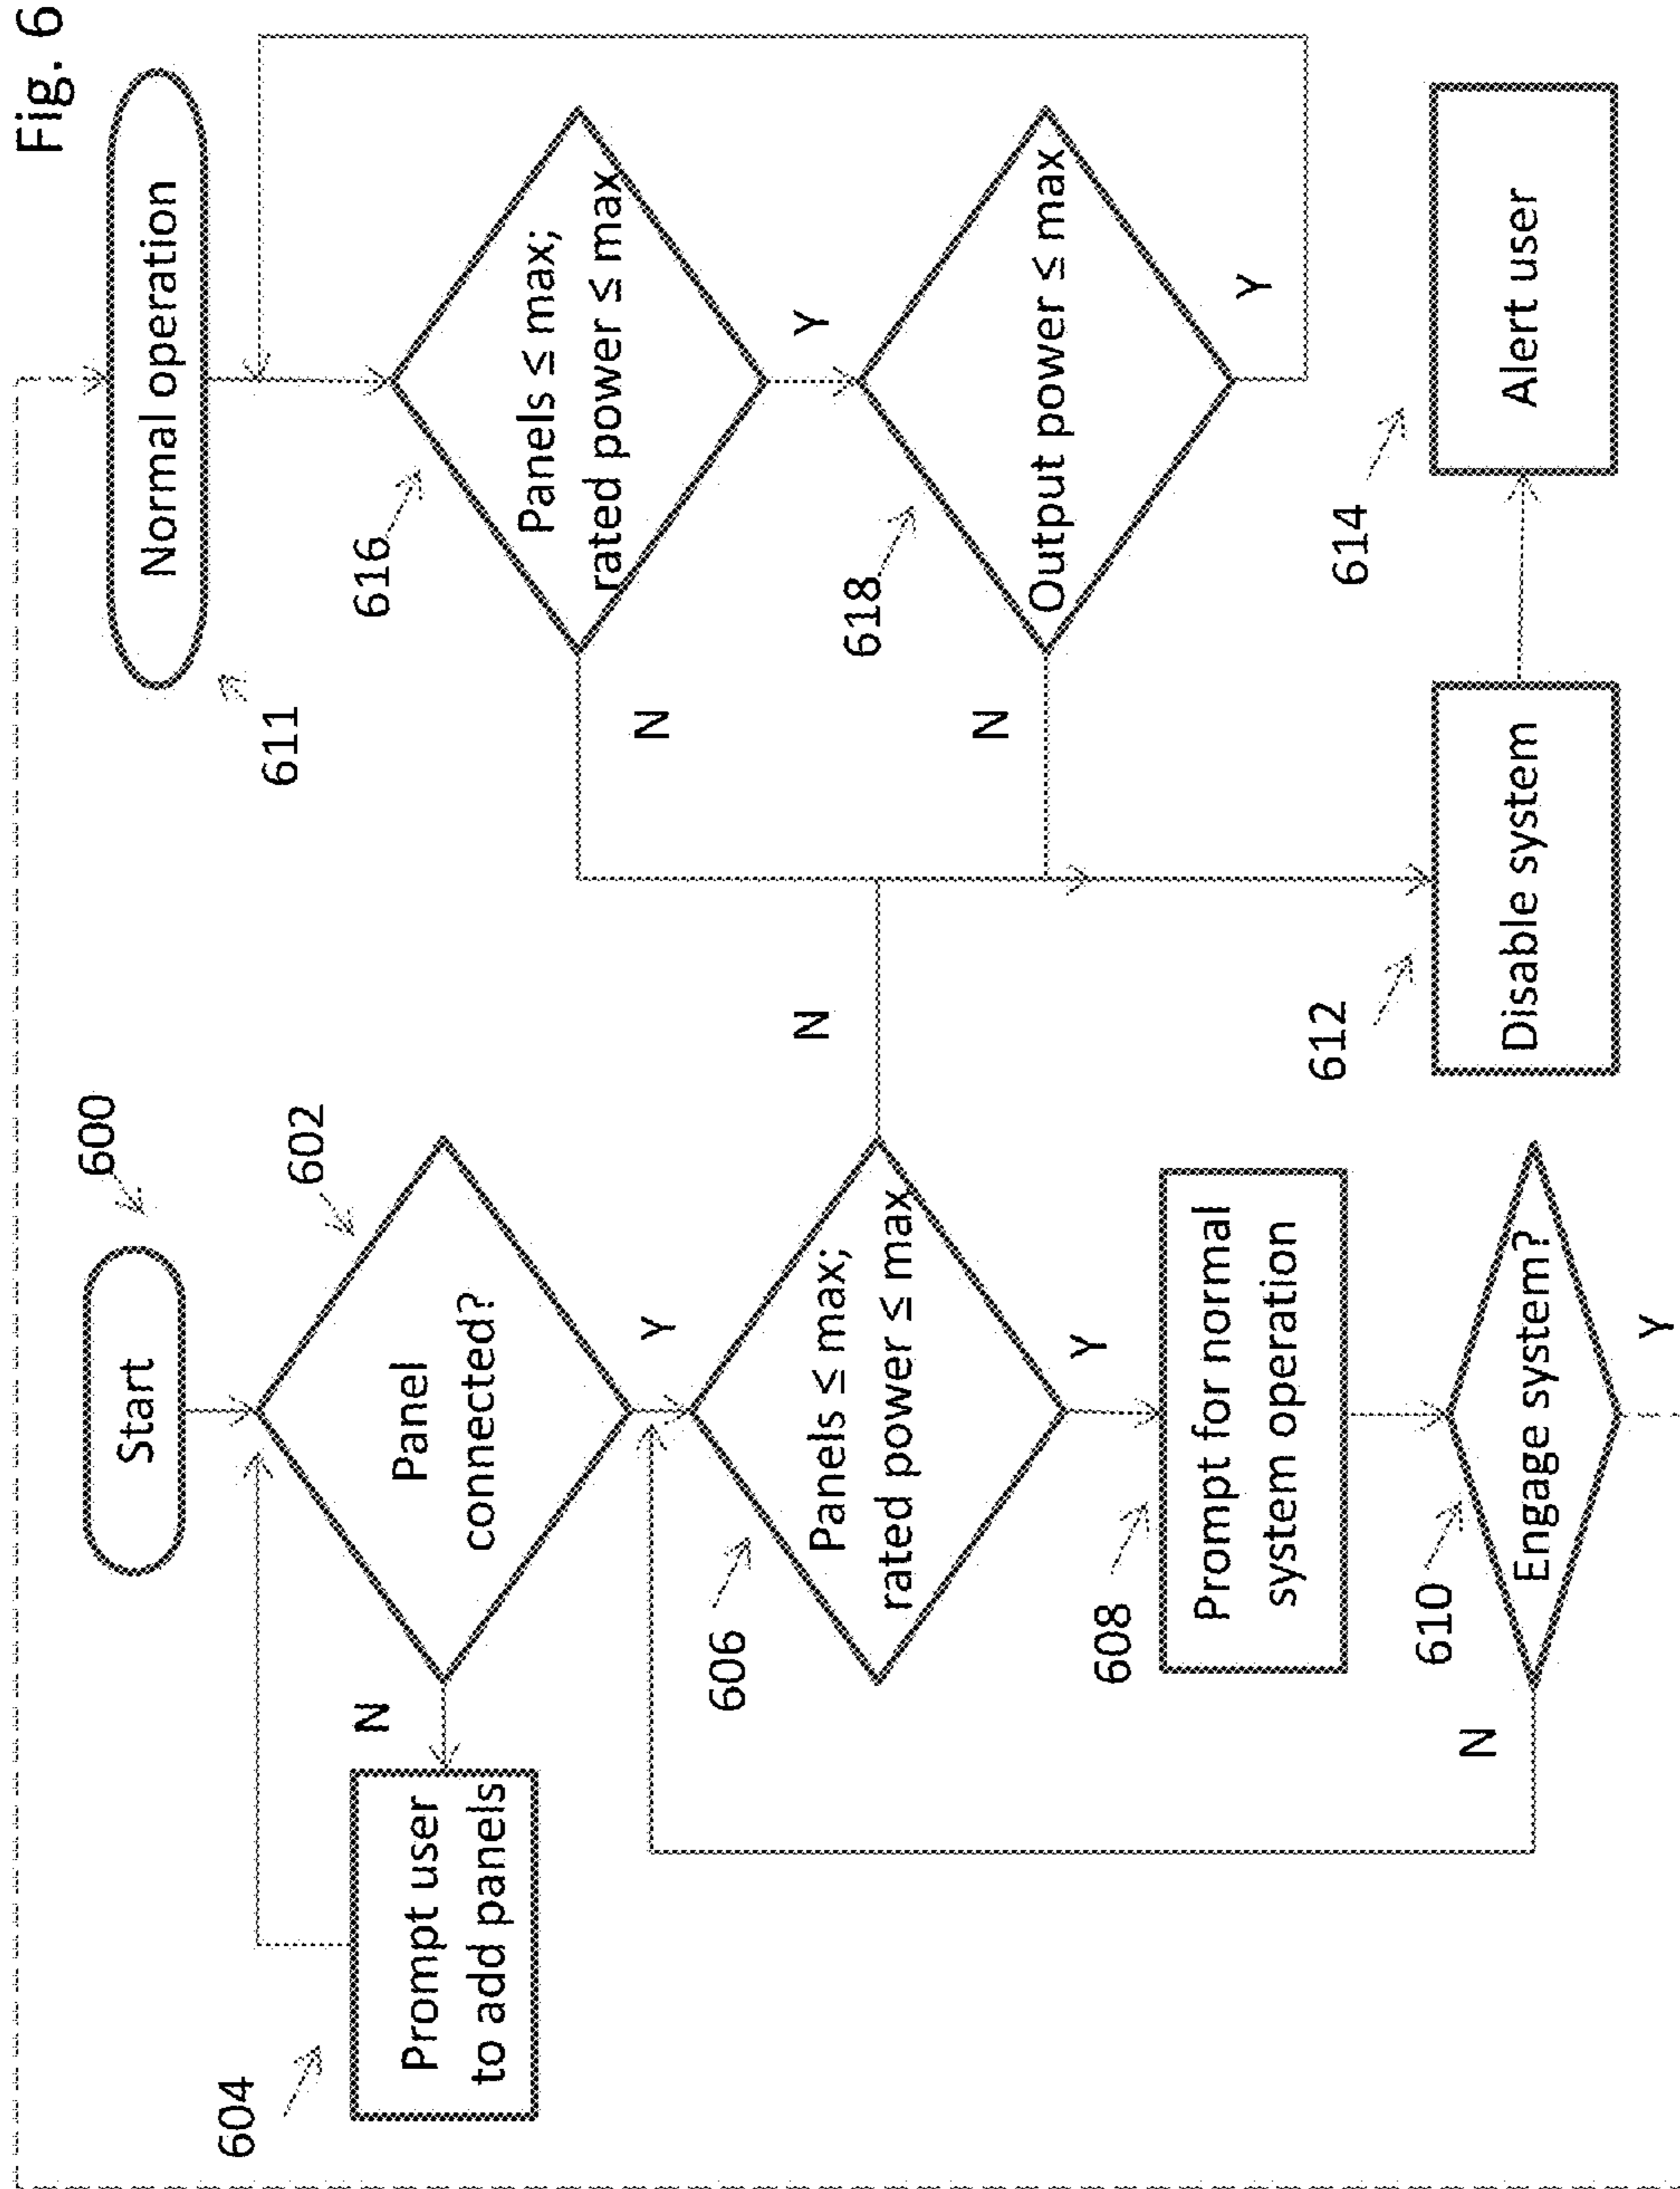 Fig. 6
600
Start
602
Panel
connected?
N
Y
604
Prompt user
to add panels
606
Panels ≤ max;
rated power ≤ max
N
Y
608
Prompt for normal
system operation
610
Engage system?
N
Y
611
Normal operation
616
Panels ≤ max;
rated power ≤ max
N
Y
618
Output power ≤ max
N
Y
612
Disable system
614
Alert user